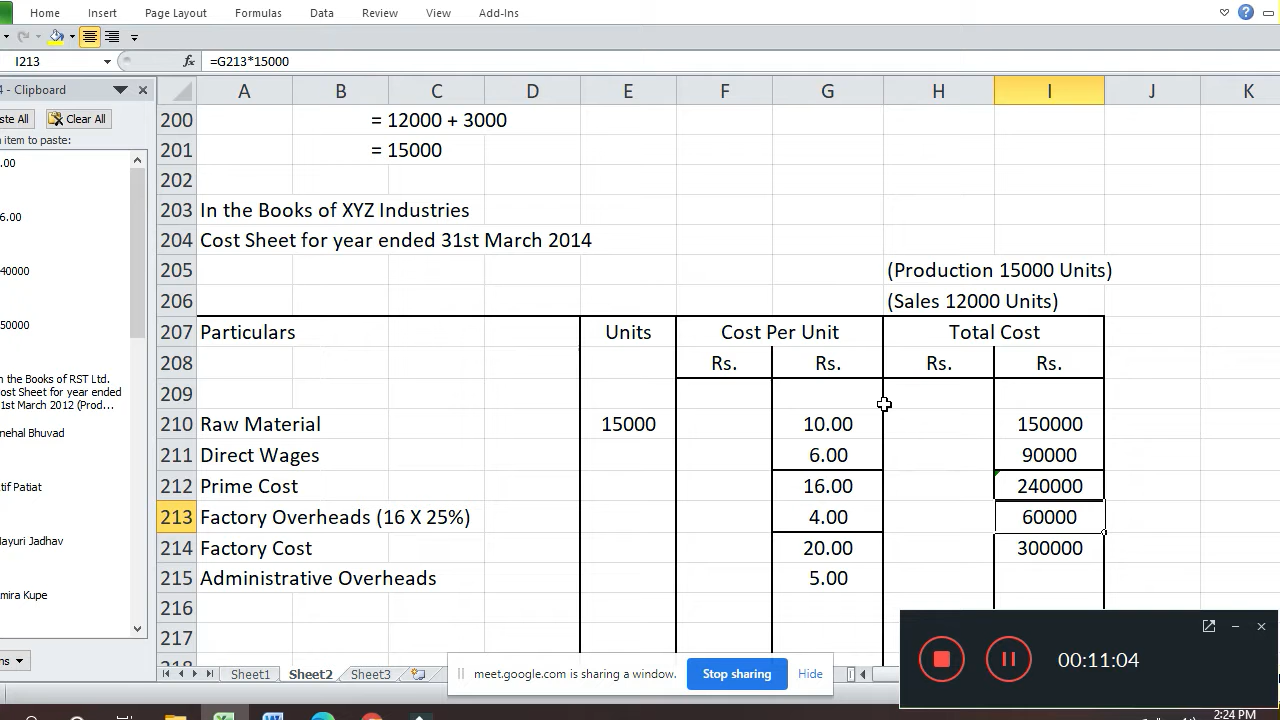 Home Insert Page Layout Formulas Data Review View Add-Ins
I213 fx =G213*15000
4 - Clipboard
ste All Clear All
item to paste:
.00
6.00
40000
50000
n the Books of RST Ltd.
Cost Sheet for year ended
31st March 2012 (Prod...
nehal Bhuvad
tif Patiat
Mayuri Jadhav
mira Kupe
A B C D E F G H I J K
200 = 12000 + 3000
201 = 15000
202
203 In the Books of XYZ Industries
204 Cost Sheet for year ended 31st March 2014
205 (Production 15000 Units)
206 (Sales 12000 Units)
207 Particulars Units Cost Per Unit Total Cost
208 Rs. Rs. Rs. Rs.
209
210 Raw Material 15000 10.00 150000
211 Direct Wages 6.00 90000
212 Prime Cost 16.00 240000
213 Factory Overheads (16 X 25%) 4.00 60000
214 Factory Cost 20.00 300000
215 Administrative Overheads 5.00
216
217
00:11:04
Sheet1 Sheet2 Sheet3
meet.google.com is sharing a window. Stop sharing Hide
2:24 PM